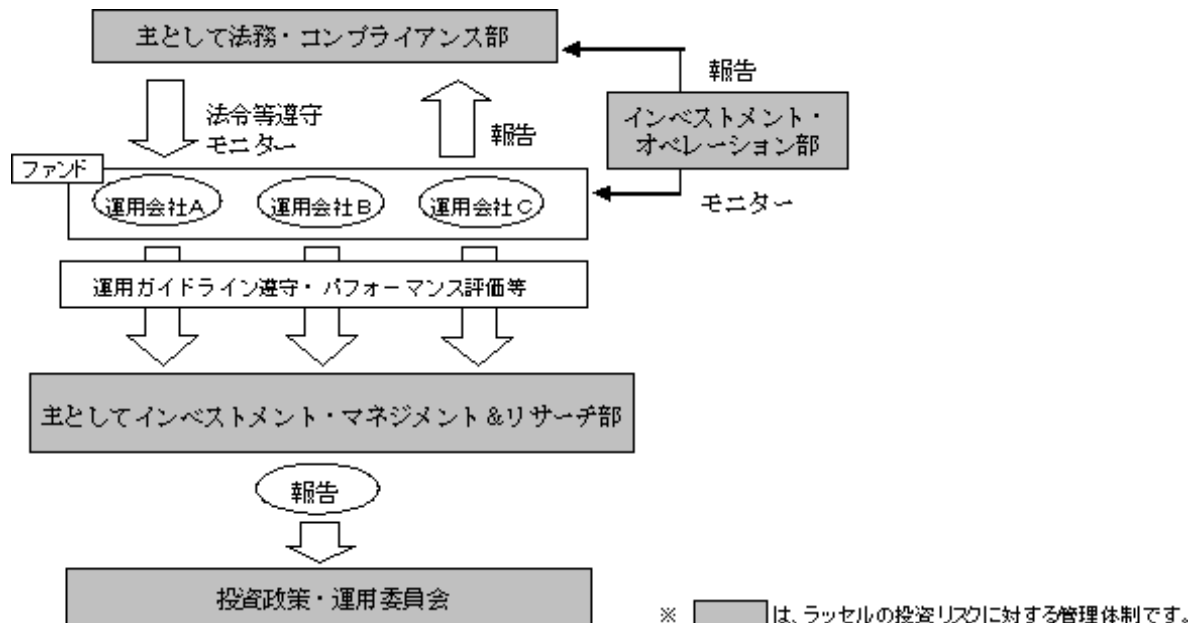 主として法務・コンプライアンス部
報告
法令等遵守
モニター
報告
インベストメント・
オペレーション部
ファンド
運用会社A
運用会社B
運用会社C
モニター
運用ガイドライン遵守・パフォーマンス評価等
主としてインベストメント・マネジメント&リサーチ部
報告
投資政策・運用委員会
※ は、ラッセルの投資リスクに対する管理体制です。